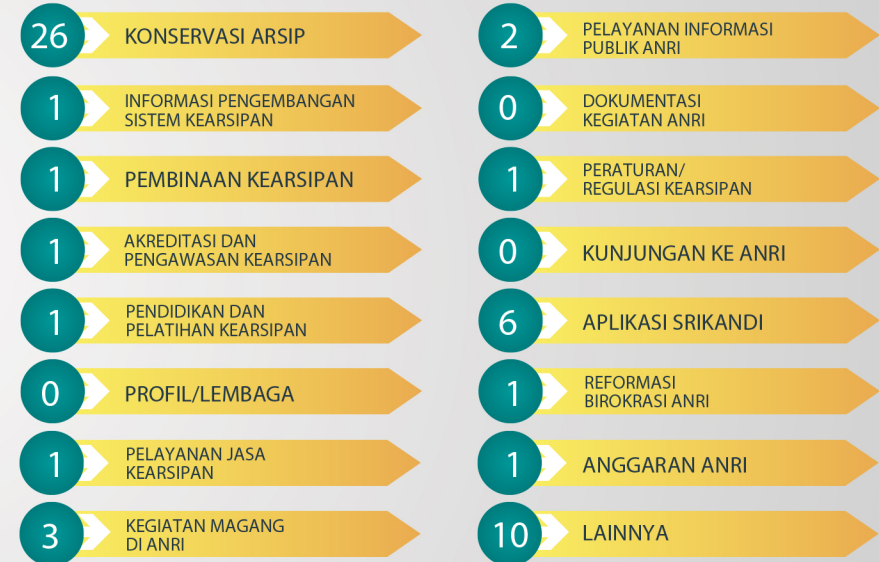 26
KONSERVASI ARSIP
1
INFORMASI PENGEMBANGAN
SISTEM KEARSIPAN
1
PEMBINAAN KEARSIPAN
1
AKREDITASI DAN
PENGAWASAN KEARSIPAN
1
PENDIDIKAN DAN
PELATIHAN KEARSIPAN
0
PROFIL/LEMBAGA
1
PELAYANAN JASA
KEARSIPAN
3
KEGIATAN MAGANG
DI ANRI
2
PELAYANAN INFORMASI
PUBLIK ANRI
0
DOKUMENTASI
KEGIATAN ANRI
1
PERATURAN/
REGULASI KEARSIPAN
0
KUNJUNGAN KE ANRI
6
APLIKASI SRIKANDI
1
REFORMASI
BIROKRASI ANRI
1
ANGGARAN ANRI
10
LAINNYA